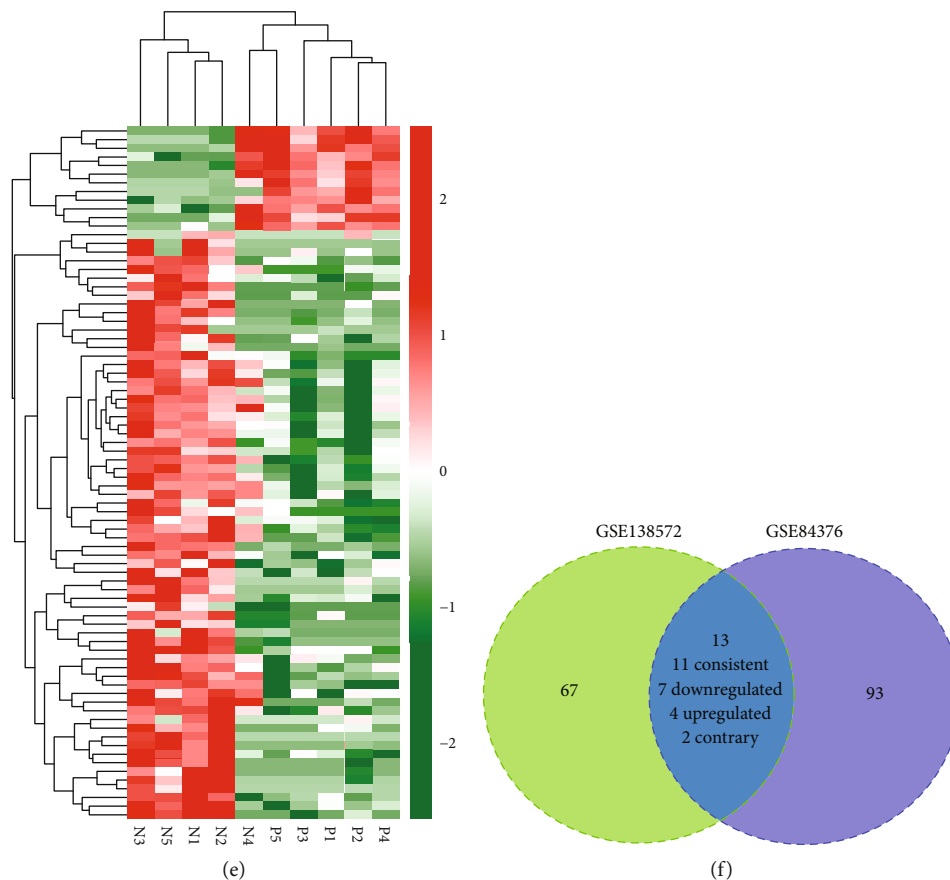 2
1
0
−1
−2
N3 N5 N1 N2 N4 P5 P3 P1 P2 P4
(e)
GSE138572 GSE84376
67
13
11 consistent
7 downregulated
4 upregulated
2 contrary
93
(f)